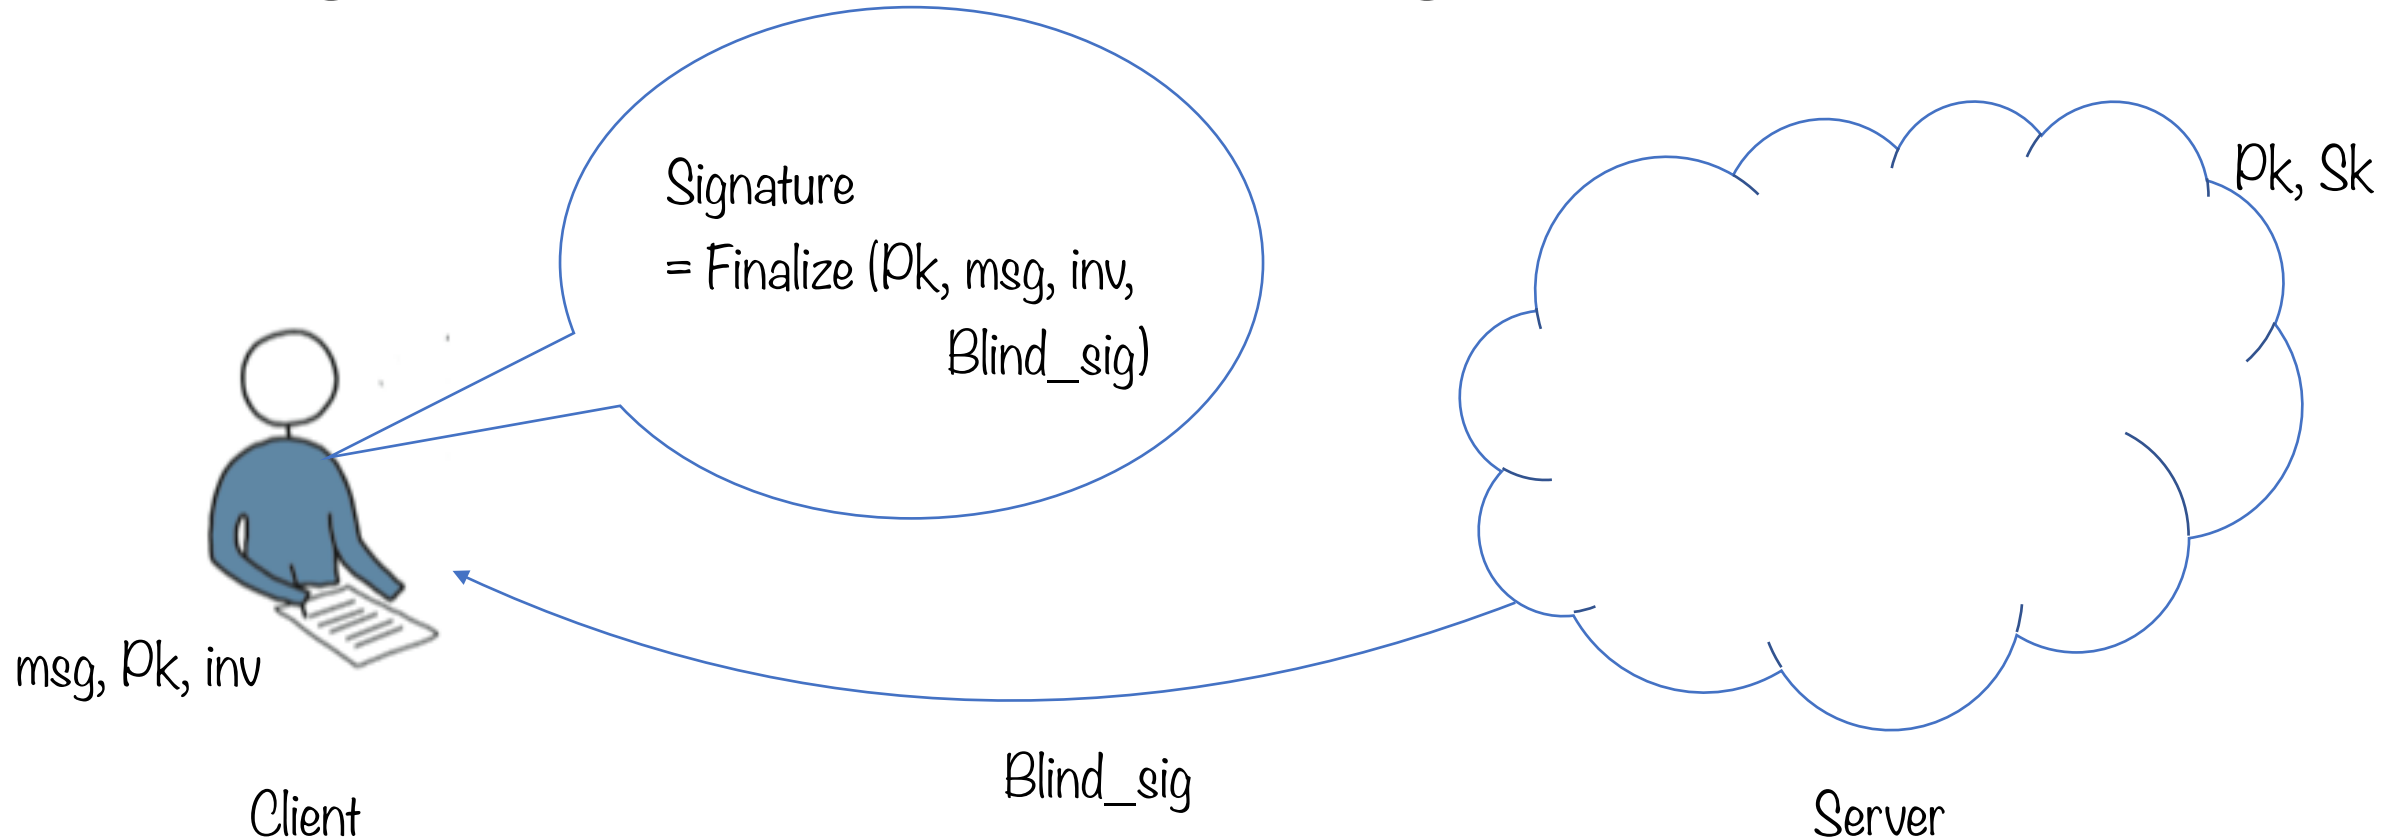 Signature
= Finalize (Pk, msg, inv,
Blind_sig)
Pk, Sk
msg, Pk, inv
Blind_sig
Client
Server